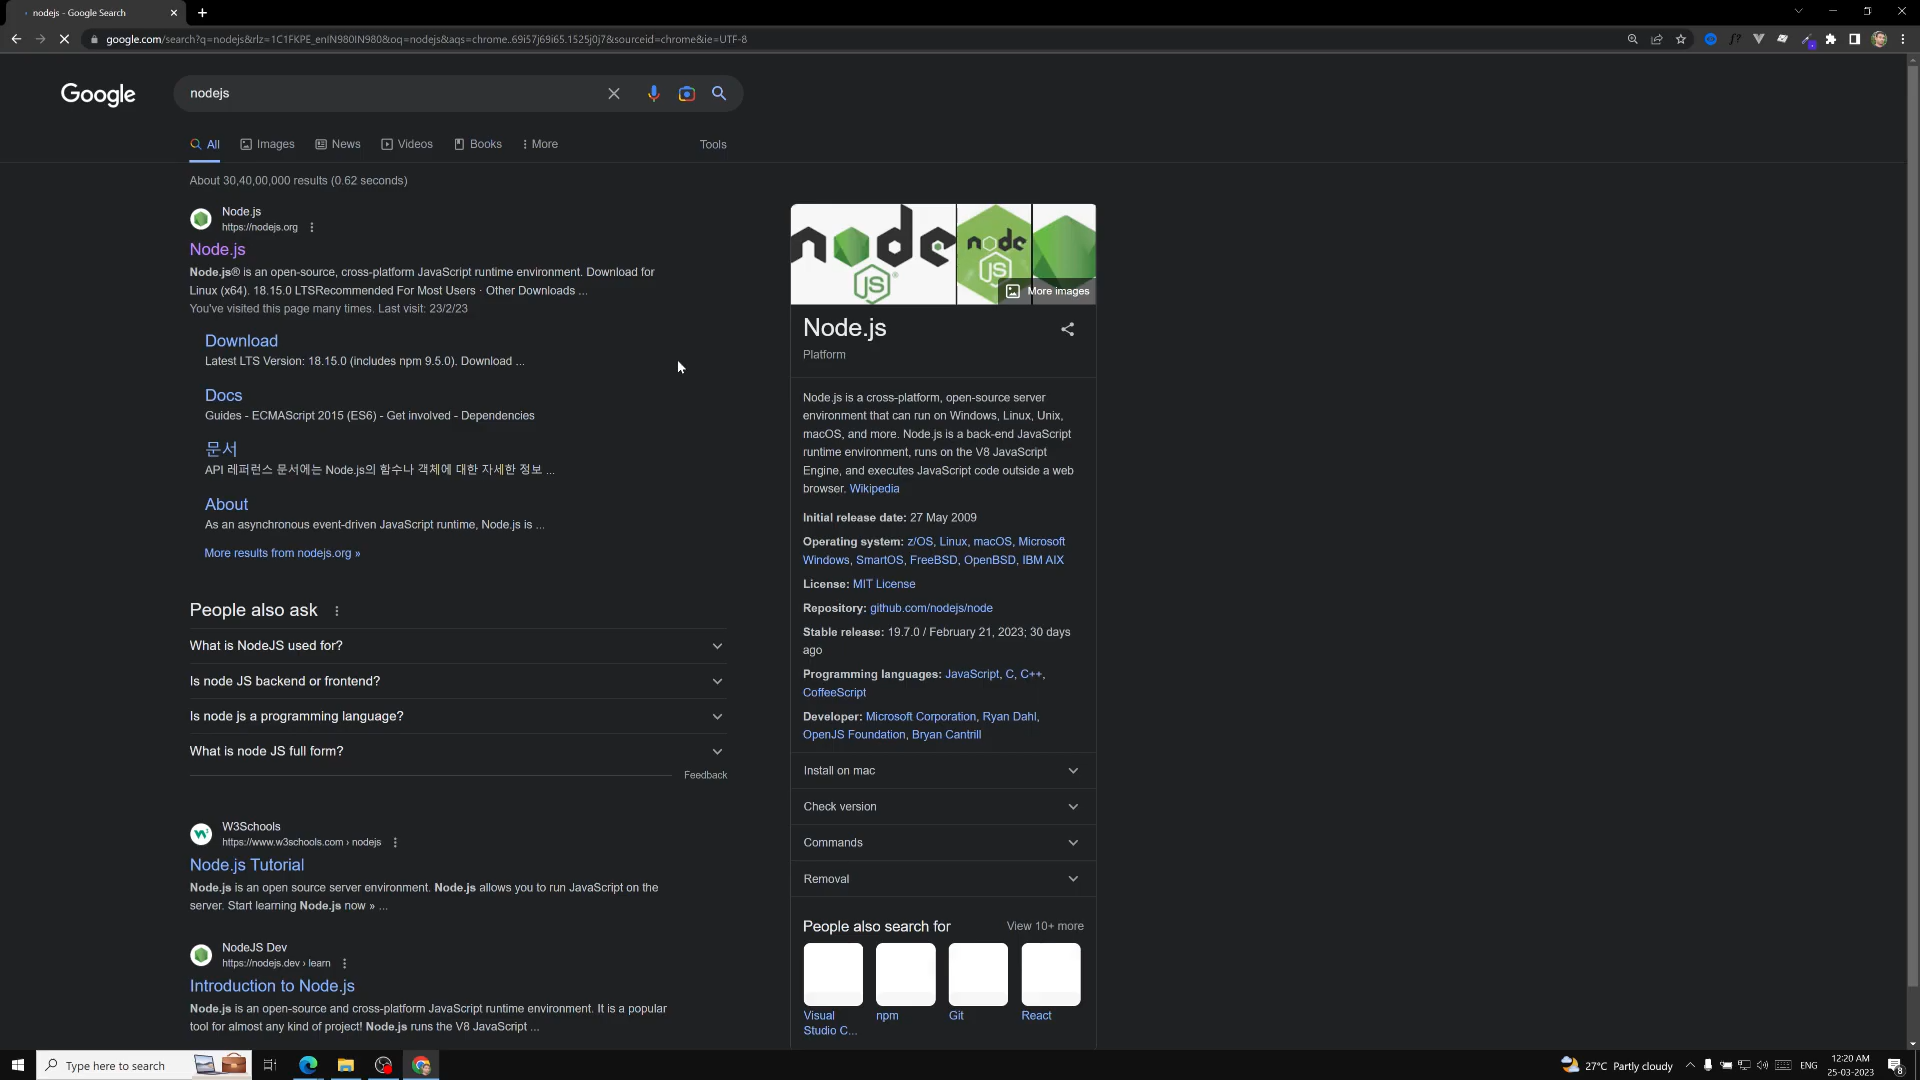 nodejs - Google Search
google.com/search?q=nodejs&rlz=1C1FKPE_enIN980IN980&oq=nodejs&aqs=chrome..69i57j69i65.1525j0j7&sourceid=chrome&ie=UTF-8
Google
nodejs
All
Images
News
Videos
Books
More
Tools
About 30,40,00,000 results (0.62 seconds)
Node.js
https://nodejs.org
Node.js
Node.js® is an open-source, cross-platform JavaScript runtime environment. Download for
Linux (x64). 18.15.0 LTSRecommended For Most Users · Other Downloads ...
You've visited this page many times. Last visit: 23/2/23
Download
Latest LTS Version: 18.15.0 (includes npm 9.5.0). Download ...
Docs
Guides - ECMAScript 2015 (ES6) - Get involved - Dependencies
문서
API 레퍼런스 문서에는 Node.js의 함수나 객체에 대한 자세한 정보 ...
About
As an asynchronous event-driven JavaScript runtime, Node.js is ...
More results from nodejs.org »
People also ask
What is NodeJS used for?
Is node JS backend or frontend?
Is node js a programming language?
What is node JS full form?
Feedback
W3Schools
https://www.w3schools.com › nodejs
Node.js Tutorial
Node.js is an open source server environment. Node.js allows you to run JavaScript on the
server. Start learning Node.js now » ...
NodeJS Dev
https://nodejs.dev › learn
Introduction to Node.js
Node.js is an open-source and cross-platform JavaScript runtime environment. It is a popular
tool for almost any kind of project! Node.js runs the V8 JavaScript ...
node
JS
node
JS
More images
Node.js
Platform
Node.js is a cross-platform, open-source server
environment that can run on Windows, Linux, Unix,
macOS, and more. Node.js is a back-end JavaScript
runtime environment, runs on the V8 JavaScript
Engine, and executes JavaScript code outside a web
browser. Wikipedia
Initial release date: 27 May 2009
Operating system: z/OS, Linux, macOS, Microsoft
Windows, SmartOS, FreeBSD, OpenBSD, IBM AIX
License: MIT License
Repository: github.com/nodejs/node
Stable release: 19.7.0 / February 21, 2023; 30 days
ago
Programming languages: JavaScript, C, C++,
CoffeeScript
Developer: Microsoft Corporation, Ryan Dahl,
OpenJS Foundation, Bryan Cantrill
Install on mac
Check version
Commands
Removal
People also search for
View 10+ more
Visual
Studio C...
npm
Git
React
Type here to search
27°C Partly cloudy
ENG
12:20 AM
25-03-2023
8